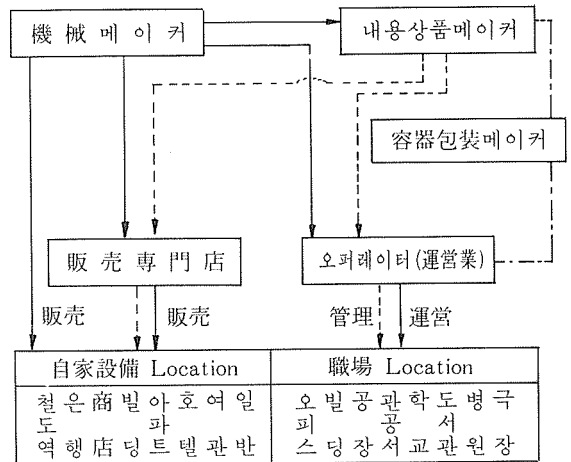 機械메이커
내용상품메이커
容器包裝메이커
販売專門店
오퍼레이터(運営業)
販売
販売
管理
運営
自家設備 Location
職場 Location
철도역 은행 商店 빌딩 아파트 호텔 여관 일반
오피스 빌딩 공장 관공서 학교 도서관 병원 극장